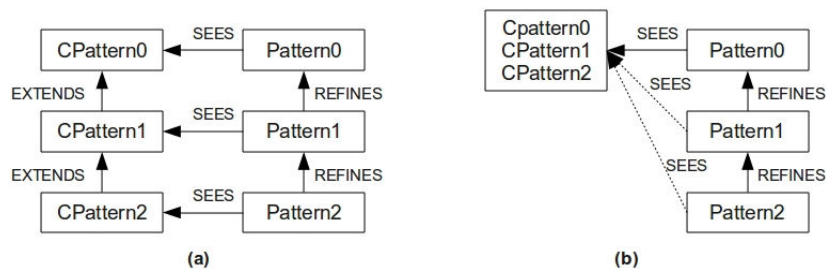 SEES
CPattern0
Pattern0
EXTENDS
REFINES
SEES
CPattern1
Pattern1
EXTENDS
REFINES
SEES
CPattern2
Pattern2
(a)
Cpattern0
CPattern1
CPattern2
SEES
Pattern0
SEES
REFINES
Pattern1
SEES
REFINES
Pattern2
(b)